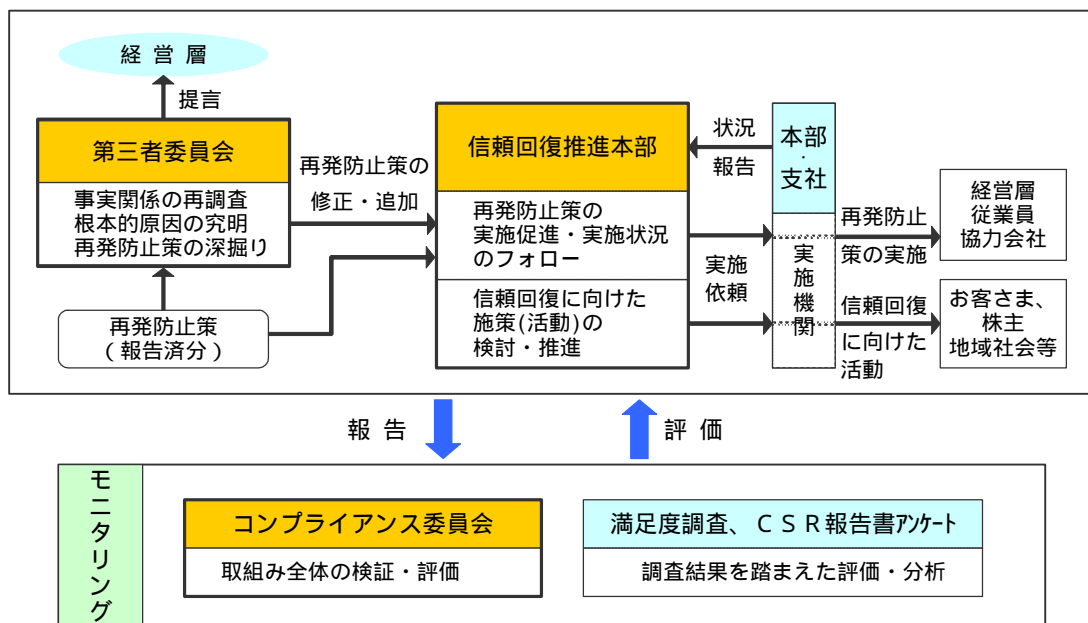 経営層
提言
第三者委員会
事実関係の再調査
根本的原因の究明
再発防止策の深掘り
再発防止策
(報告済分)
再発防止策の
修正・追加
信頼回復推進本部
再発防止策の
実施促進・実施状況
のフォロー
信頼回復に向けた
施策(活動)の
検討・推進
状況
報告
実施
依頼
本部
・
支社
実施機関
再発防止
策の実施
信頼回復
に向けた
活動
経営層
従業員
協力会社
お客さま、
株主
地域社会等
報告
評価
モニタリング
コンプライアンス委員会
取組み全体の検証・評価
満足度調査、CSR報告書ｱﾝｹｰﾄ
調査結果を踏まえた評価・分析